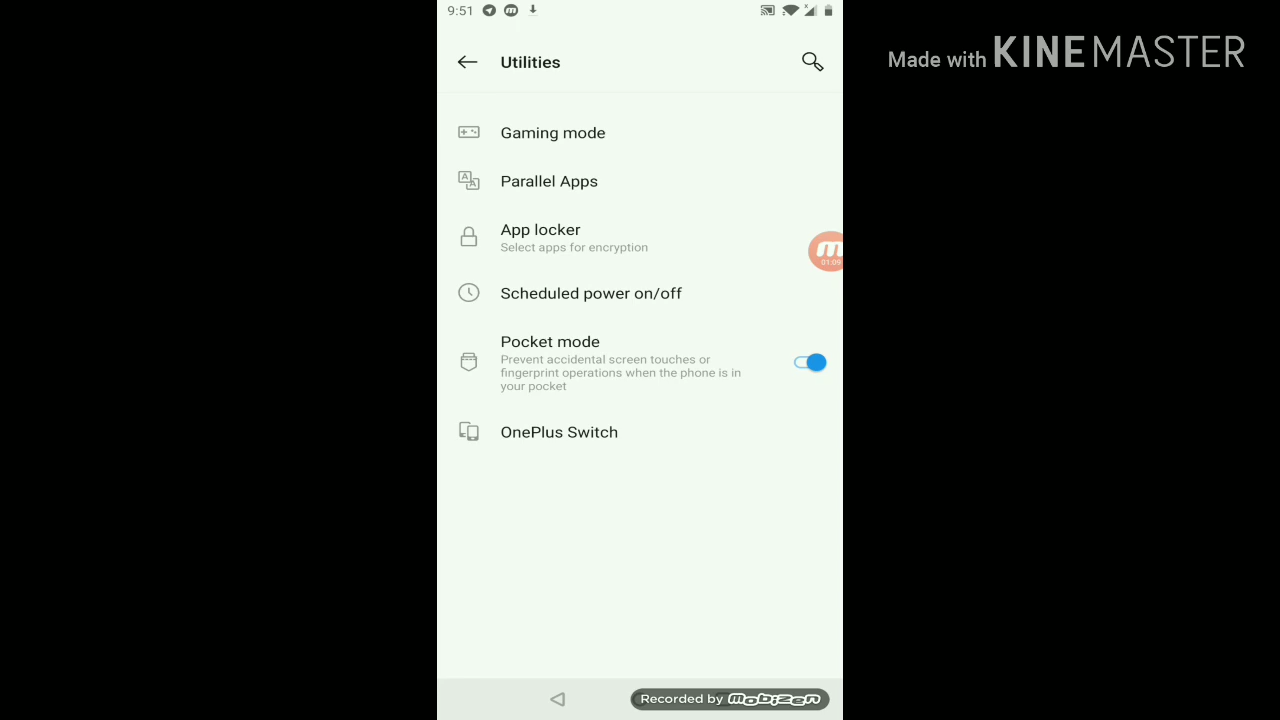 9:51
Made with KINEMASTER
Utilities
Gaming mode
Parallel Apps
App locker
Select apps for encryption
01:09
Scheduled power on/off
Pocket mode
Prevent accidental screen touches or
fingerprint operations when the phone is in
your pocket
OnePlus Switch
Recorded by mobizen